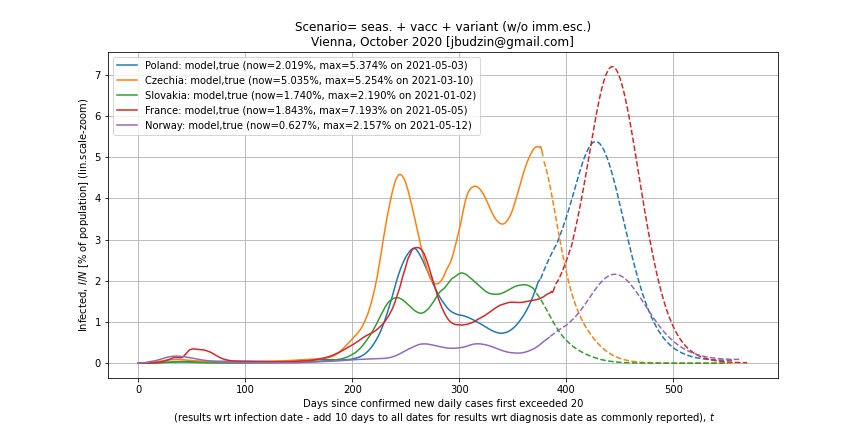 Scenario= seas. + vacc + variant (w/o imm.esc.)
Vienna, October 2020 [jbudzin@gmail.com]
Poland: model,true (now=2.019%, max=5.374% on 2021-05-03)
Czechia: model,true (now=5.035%, max=5.254% on 2021-03-10)
Slovakia: model,true (now=1.740%, max=2.190% on 2021-01-02)
France: model,true (now=1.843%, max=7.193% on 2021-05-05)
Norway: model,true (now=0.627%, max=2.157% on 2021-05-12)
Infected, I/N [% of population] (lin.scale-zoom)
7
6
5
4
3
2
1
0
0 100 200 300 400 500
Days since confirmed new daily cases first exceeded 20
(results wrt infection date - add 10 days to all dates for results wrt diagnosis date as commonly reported), t